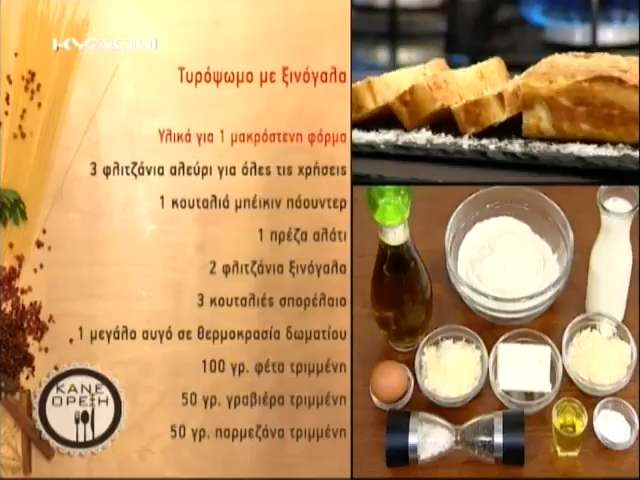 ΚΥΔΩΝ
Τυρόψωμο με ξινόγαλα
Υλικά για 1 μακρόστενη φόρμα
3 φλιτζάνια αλεύρι για όλες τις χρήσεις
1 κουταλιά μπέικιν πάουντερ
1 πρέζα αλάτι
2 φλιτζάνια ξινόγαλα
3 κουταλιές σπορέλαιο
1 μεγάλο αυγό σε θερμοκρασία δωματίου
100 γρ. φέτα τριμμένη
50 γρ. γραβιέρα τριμμένη
50 γρ. παρμεζάνα τριμμένη
ΚΑΝΕ
ΟΡΕΞΗ